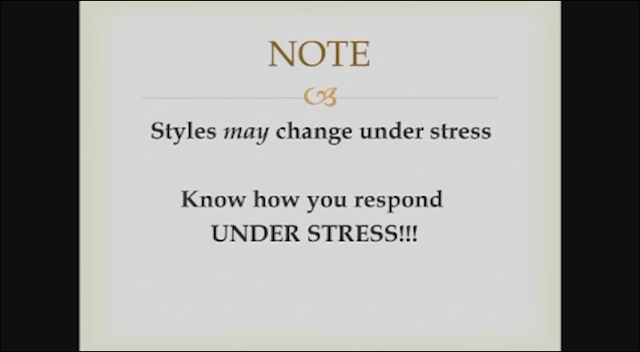 NOTE
Styles may change under stress
Know how you respond
UNDER STRESS!!!